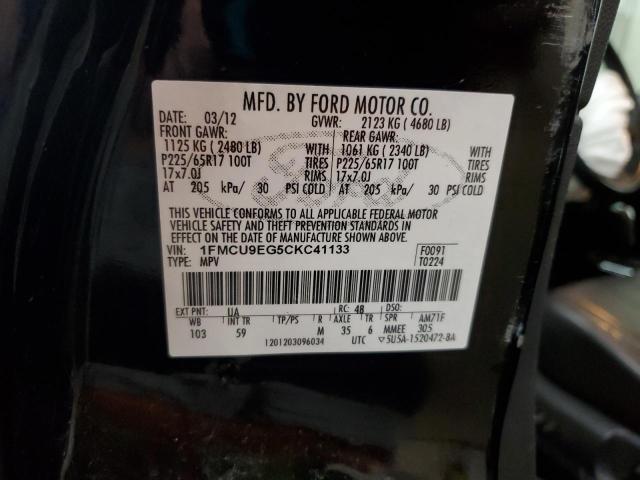 MFD. BY FORD MOTOR CO.
DATE: 03/12 GVWR: 2123 KG ( 4680 LB)
FRONT GAWR: REAR GAWR:
1125 KG ( 2480 LB) WITH 1061 KG ( 2340 LB) WITH
P225/65R17 100T TIRES P225/65R17 100T TIRES
17x7.0J RIMS 17x7.0J RIMS
AT 205 kPa/ 30 PSI COLD AT 205 kPa/ 30 PSI COLD
Ford
THIS VEHICLE CONFORMS TO ALL APPLICABLE FEDERAL MOTOR
VEHICLE SAFETY AND THEFT PREVENTION STANDARDS IN
EFFECT ON THE DATE OF MANUFACTURE SHOWN ABOVE.
VIN: 1FMCU9EG5CKC41133 F0091
TYPE: MPV T0224
EXT PNT: UA RC: 48 DSO:
WB INT TR TP/PS R AXLE TR SPR AM71F
103 59 M 35 6 MMEE 305
1201203096034 UTC ▽5U5A-1520472-BA